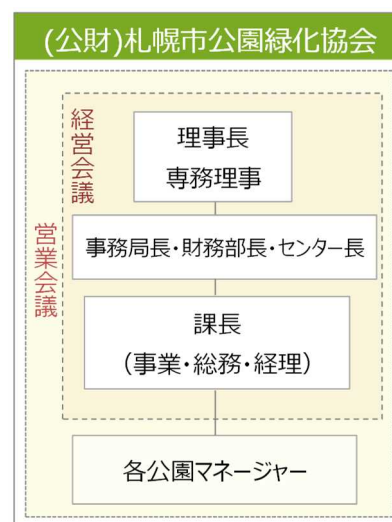 (公財)札幌市公園緑化協会
経営会議
営業会議
理事長
専務理事
事務局長・財務部長・センター長
課長
（事業・総務・経理）
各公園マネージャー